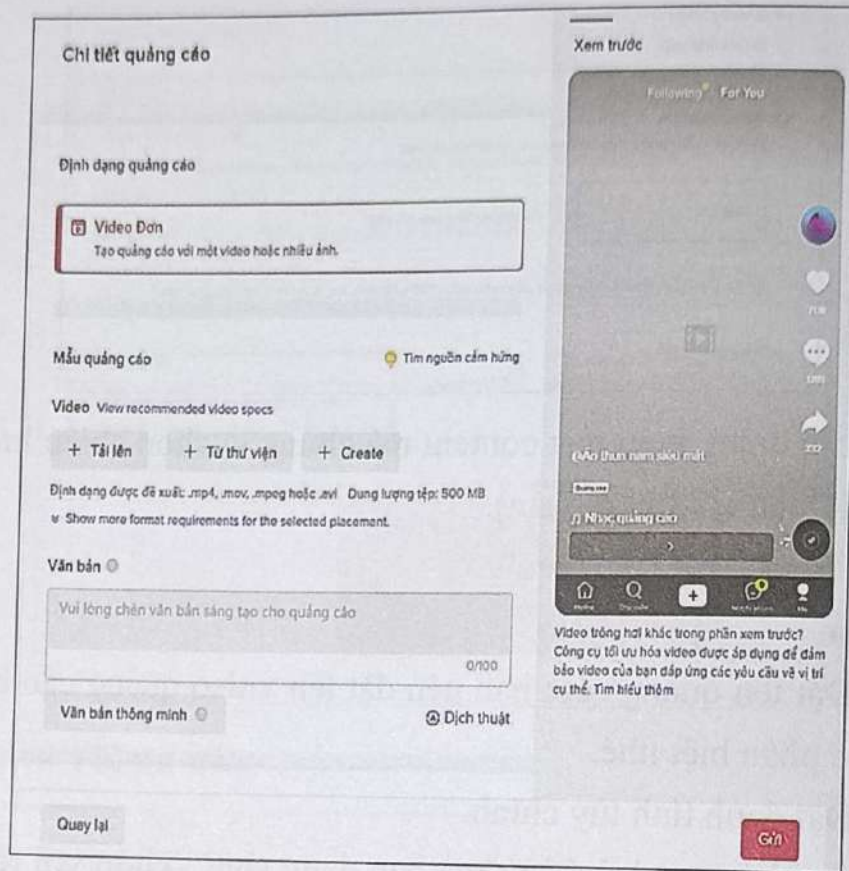 Chi tiết quảng cáo
Định dạng quảng cáo
Video Đơn
Tạo quảng cáo với một video hoặc nhiều ảnh.
Mẫu quảng cáo
Tìm nguồn cảm hứng
Video View recommended video specs
+ Tải lên + Từ thư viện + Create
Định dạng được đề xuất: .mp4, .mov, .mpeg hoặc .avi Dung lượng tệp: 500 MB
Show more format requirements for the selected placement.
Văn bản
Vui lòng chèn văn bản sáng tạo cho quảng cáo
0/100
Văn bản thông minh
Dịch thuật
Quay lại
Xem trước
Following For You
Áo thun nam siêu mát
Nhạc quảng cáo
Home
Me
Video trông hơi khác trong phần xem trước?
Công cụ tối ưu hóa video được áp dụng để đảm
bảo video của bạn đáp ứng các yêu cầu về vị trí
cụ thể. Tìm hiểu thêm
Gửi